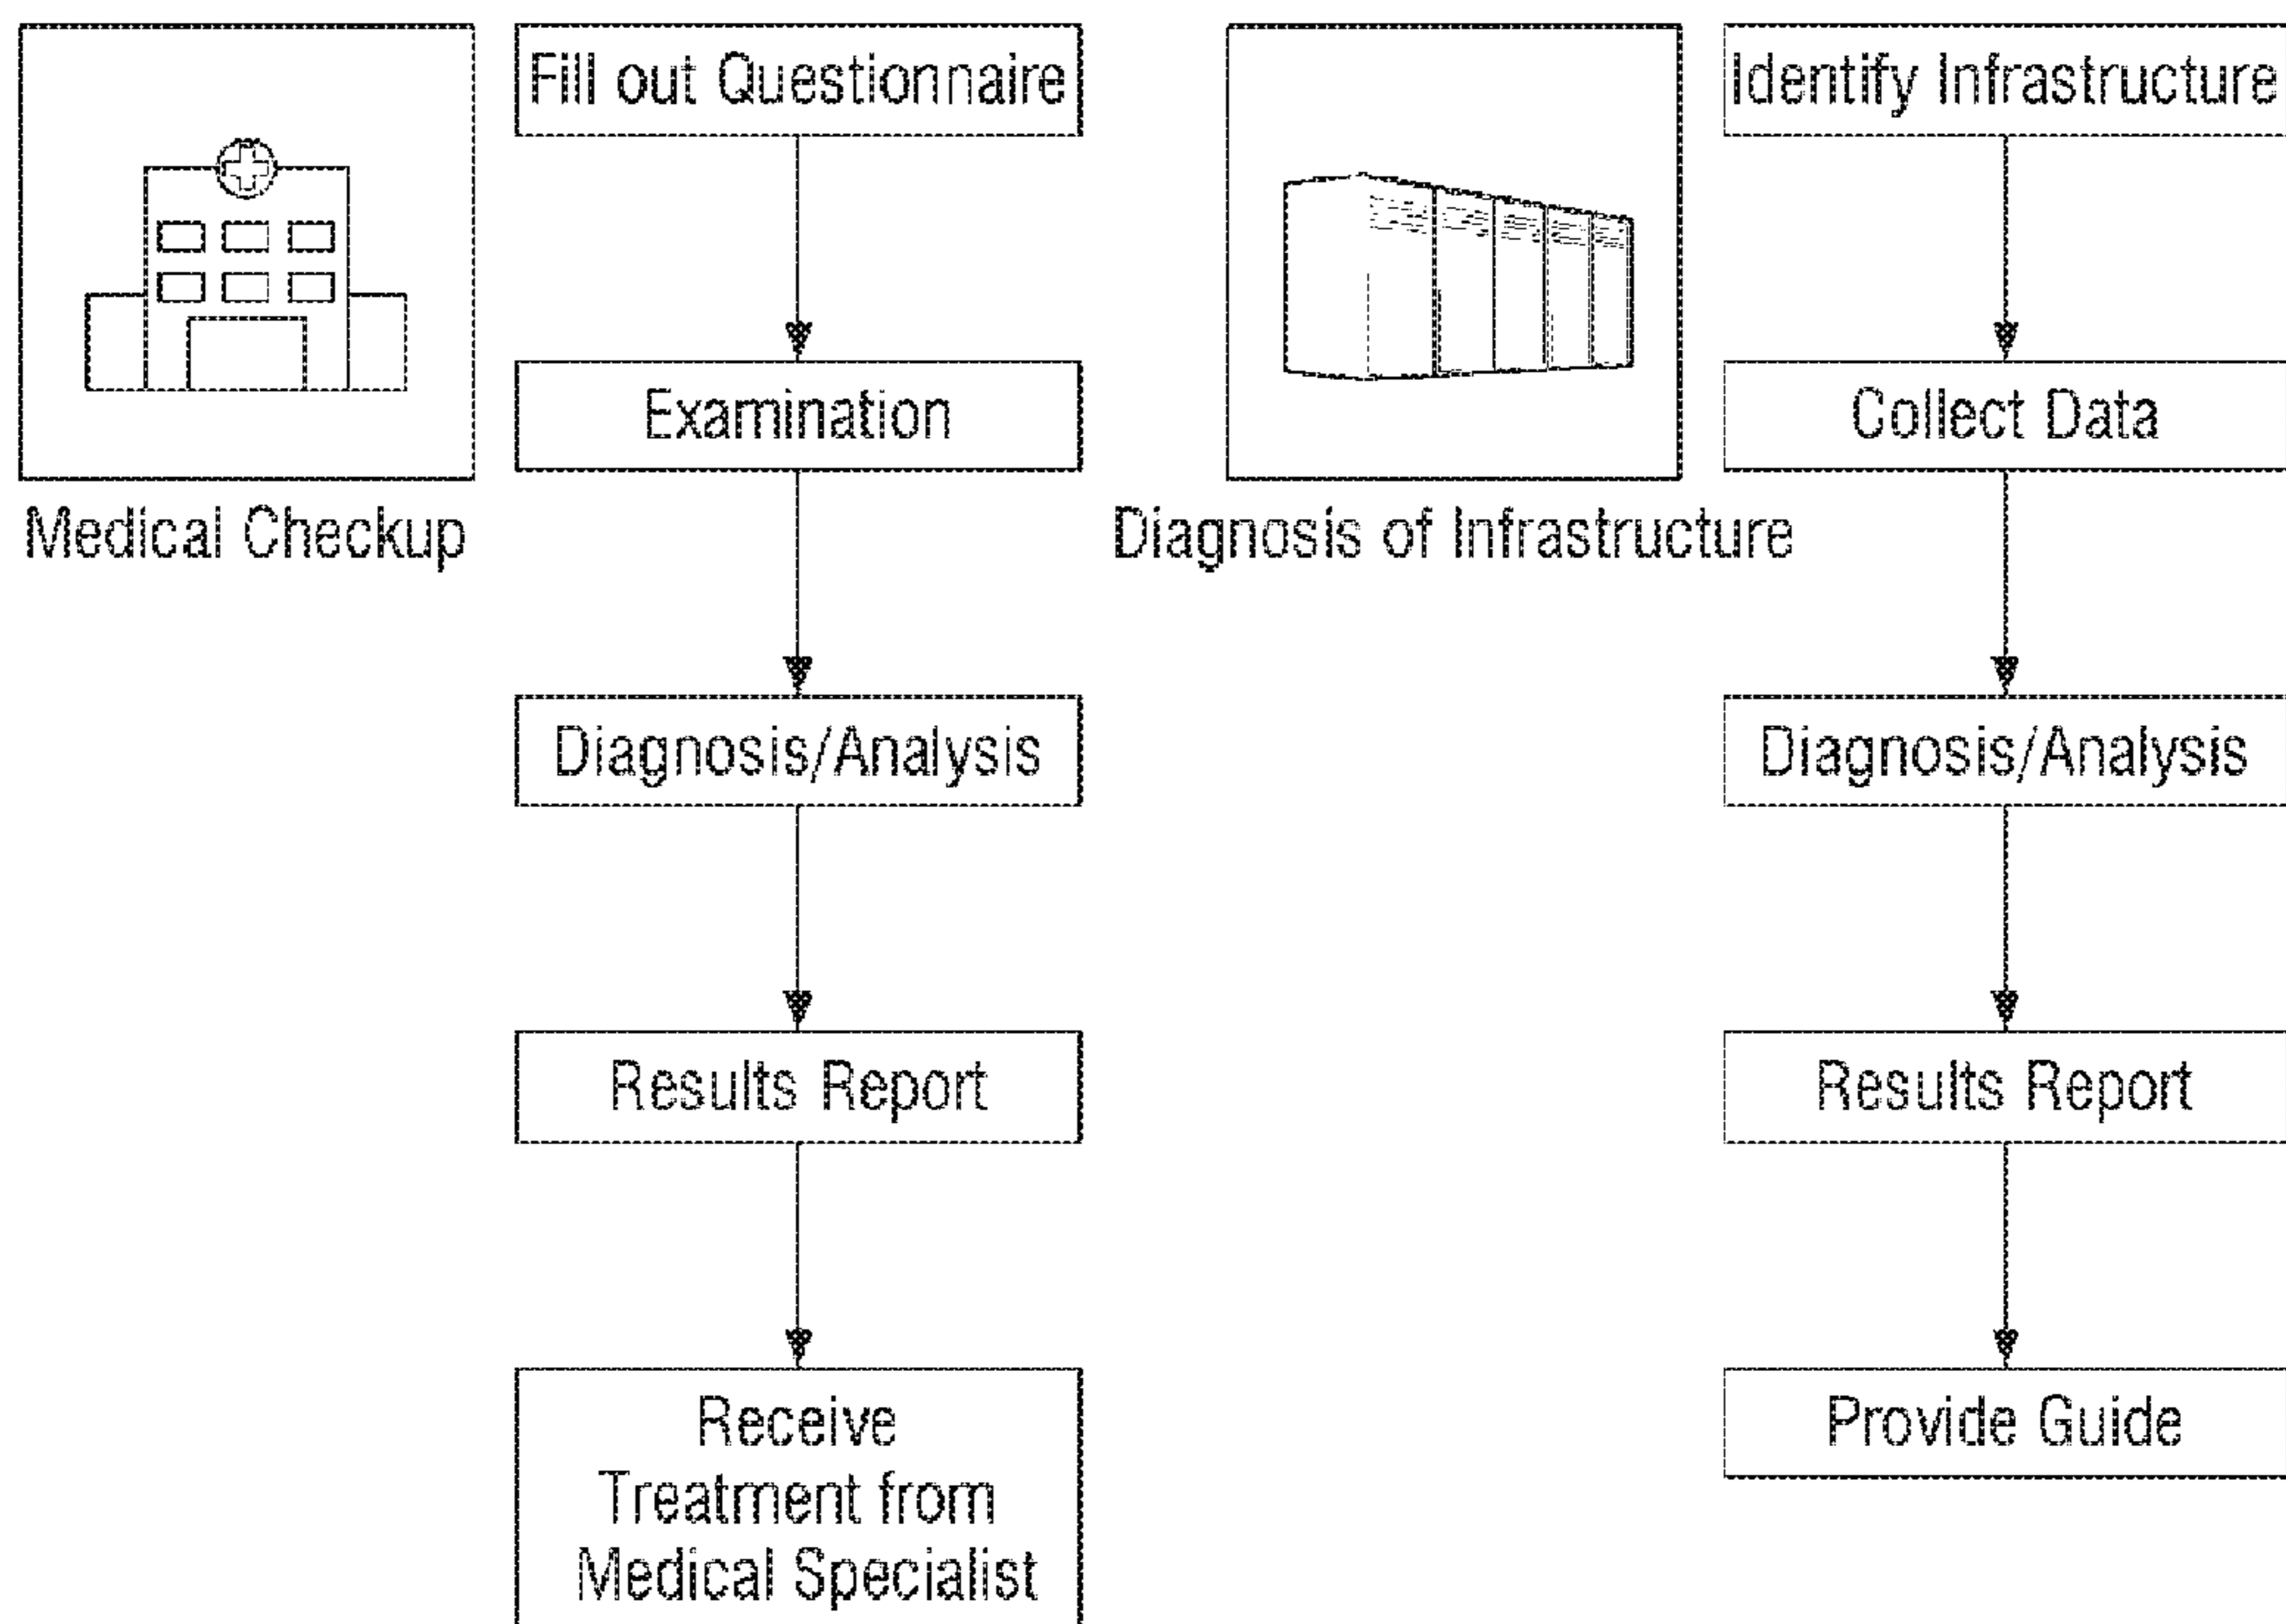 Medical Checkup
Fill out Questionnaire
Examination
Diagnosis/Analysis
Results Report
Receive
Treatment from
Medical Specialist
Diagnosis of Infrastructure
Identify Infrastructure
Collect Data
Diagnosis/Analysis
Results Report
Provide Guide